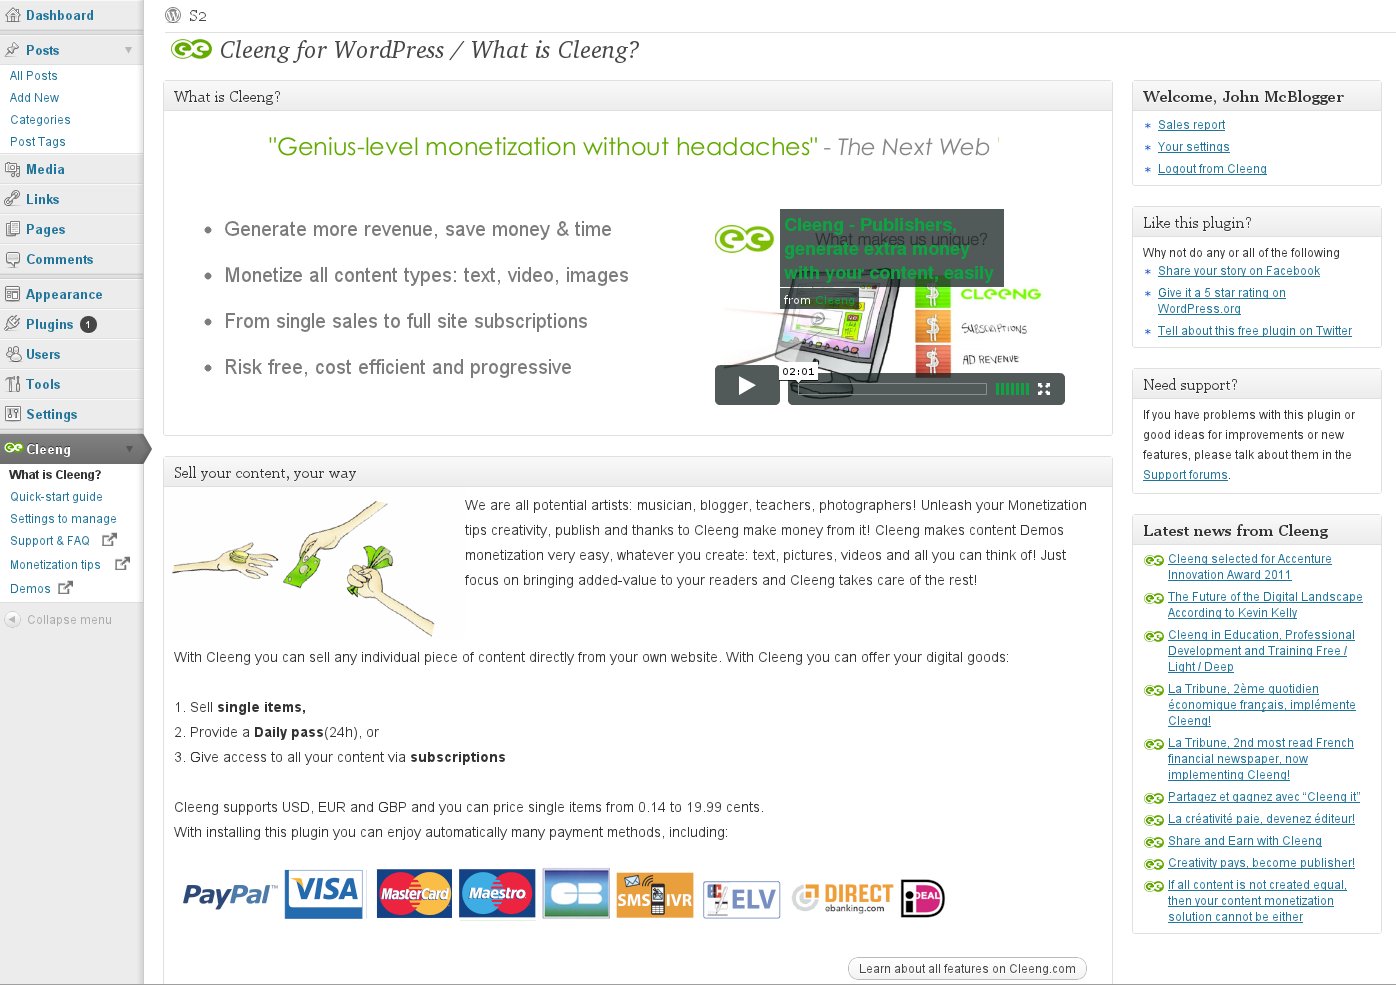 Dashboard
Posts
All Posts
Add New
Categories
Post Tags
Media
Links
Pages
Comments
Appearance
Plugins 1
Users
Tools
Settings
Cleeng
What is Cleeng?
Quick-start guide
Settings to manage
Support & FAQ
Monetization tips
Demos
Collapse menu
S2
Cleeng for WordPress / What is Cleeng?
What is Cleeng?
"Genius-level monetization without headaches" - The Next Web
• Generate more revenue, save money & time
• Monetize all content types: text, video, images
• From single sales to full site subscriptions
• Risk free, cost efficient and progressive
Cleeng - Publishers,
generate extra money
with your content, easily
What makes us unique?
from Cleeng
CLEENG
SUBSCRIPTIONS
AD REVENUE
02:01
Sell your content, your way
We are all potential artists: musician, blogger, teachers, photographers! Unleash your Monetization
tips creativity, publish and thanks to Cleeng make money from it! Cleeng makes content Demos
monetization very easy, whatever you create: text, pictures, videos and all you can think of! Just
focus on bringing added-value to your readers and Cleeng takes care of the rest!
With Cleeng you can sell any individual piece of content directly from your own website. With Cleeng you can offer your digital goods:
1. Sell single items,
2. Provide a Daily pass(24h), or
3. Give access to all your content via subscriptions
Cleeng supports USD, EUR and GBP and you can price single items from 0.14 to 19.99 cents.
With installing this plugin you can enjoy automatically many payment methods, including:
PayPal™ VISA MasterCard Maestro CB SMS IVR EC ELV DIRECT ebanking.com iDEAL
Learn about all features on Cleeng.com
Welcome, John McBlogger
Sales report
Your settings
Logout from Cleeng
Like this plugin?
Why not do any or all of the following
Share your story on Facebook
Give it a 5 star rating on
WordPress.org
Tell about this free plugin on Twitter
Need support?
If you have problems with this plugin or
good ideas for improvements or new
features, please talk about them in the
Support forums.
Latest news from Cleeng
Cleeng selected for Accenture
Innovation Award 2011
The Future of the Digital Landscape
According to Kevin Kelly
Cleeng in Education, Professional
Development and Training Free /
Light / Deep
La Tribune, 2ème quotidien
économique français, implémente
Cleeng!
La Tribune, 2nd most read French
financial newspaper, now
implementing Cleeng!
Partagez et gagnez avec “Cleeng it”
La créativité paie, devenez éditeur!
Share and Earn with Cleeng
Creativity pays, become publisher!
If all content is not created equal,
then your content monetization
solution cannot be either